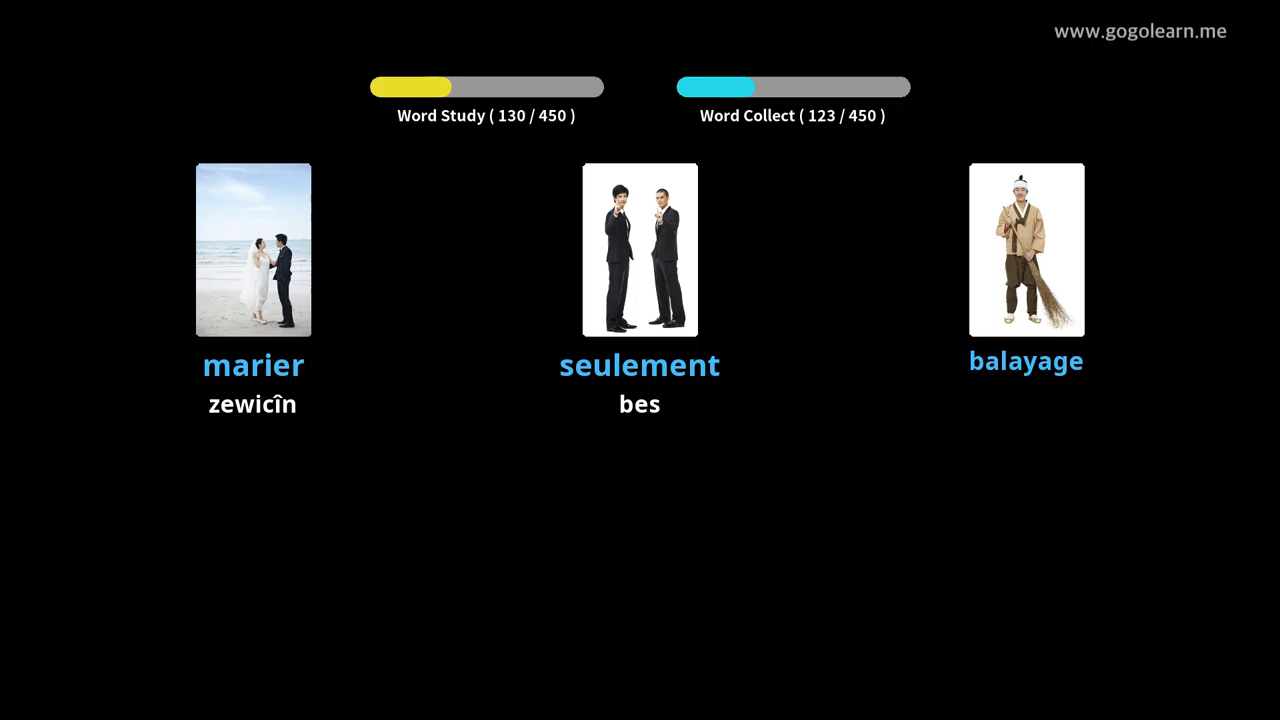 www.gogolearn.me
Word Study ( 130 / 450 )
Word Collect ( 123 / 450 )
marier
zewicîn
seulement
bes
balayage